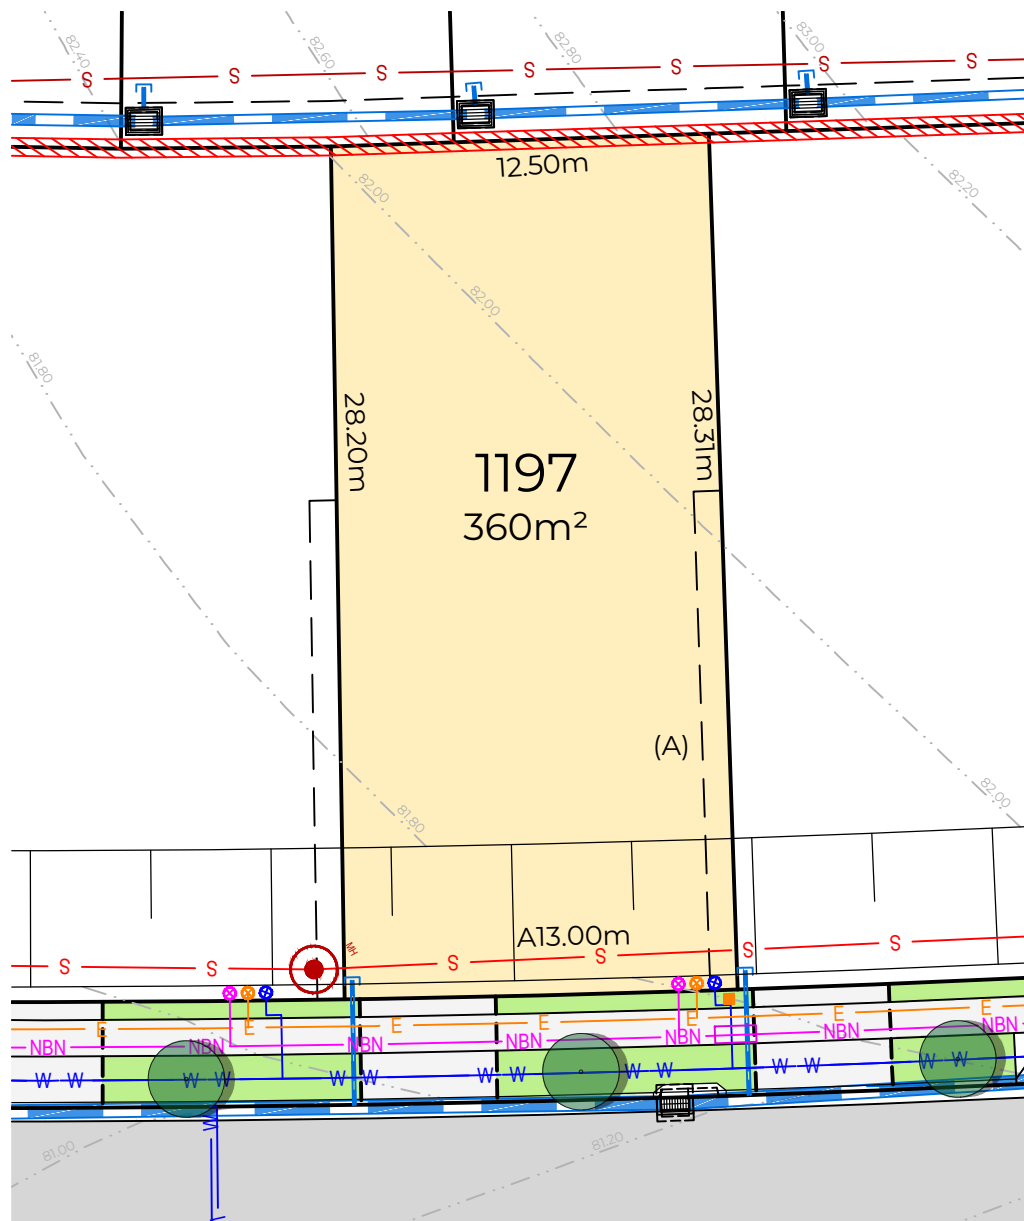 82.40
82.60
82.80
83.00
S S S S S S S
12.50m
82.00
82.20
82.00
81.80
28.20m
28.31m
1197
360m²
(A)
82.00
81.80
A13.00m
MH
S S S S S S
E E E E E E E
NBN NBN NBN NBN NBN NBN NBN
W W W W W W W W W W W W W W
W
81.00
81.20